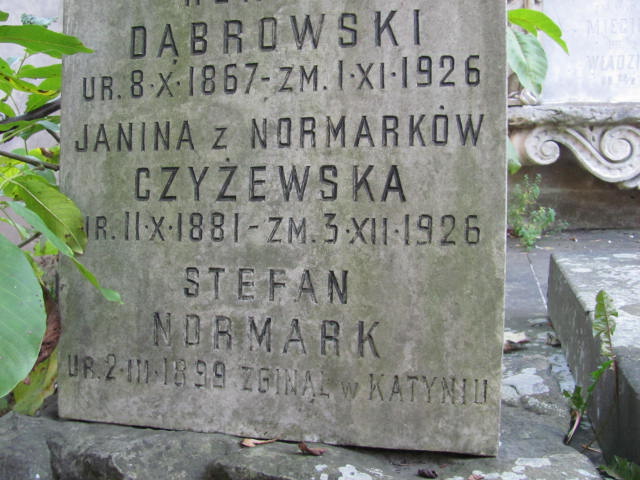 DĄBROWSKI
UR. 8·X·1867-ZM. 1·XI·1926
JANINA z NORMARKÓW
CZYŻEWSKA
UR. 11·X·1881-ZM. 3·XII·1926
STEFAN
NORMARK
UR. 2·III·1899 ZGINĄŁ w KATYNIU